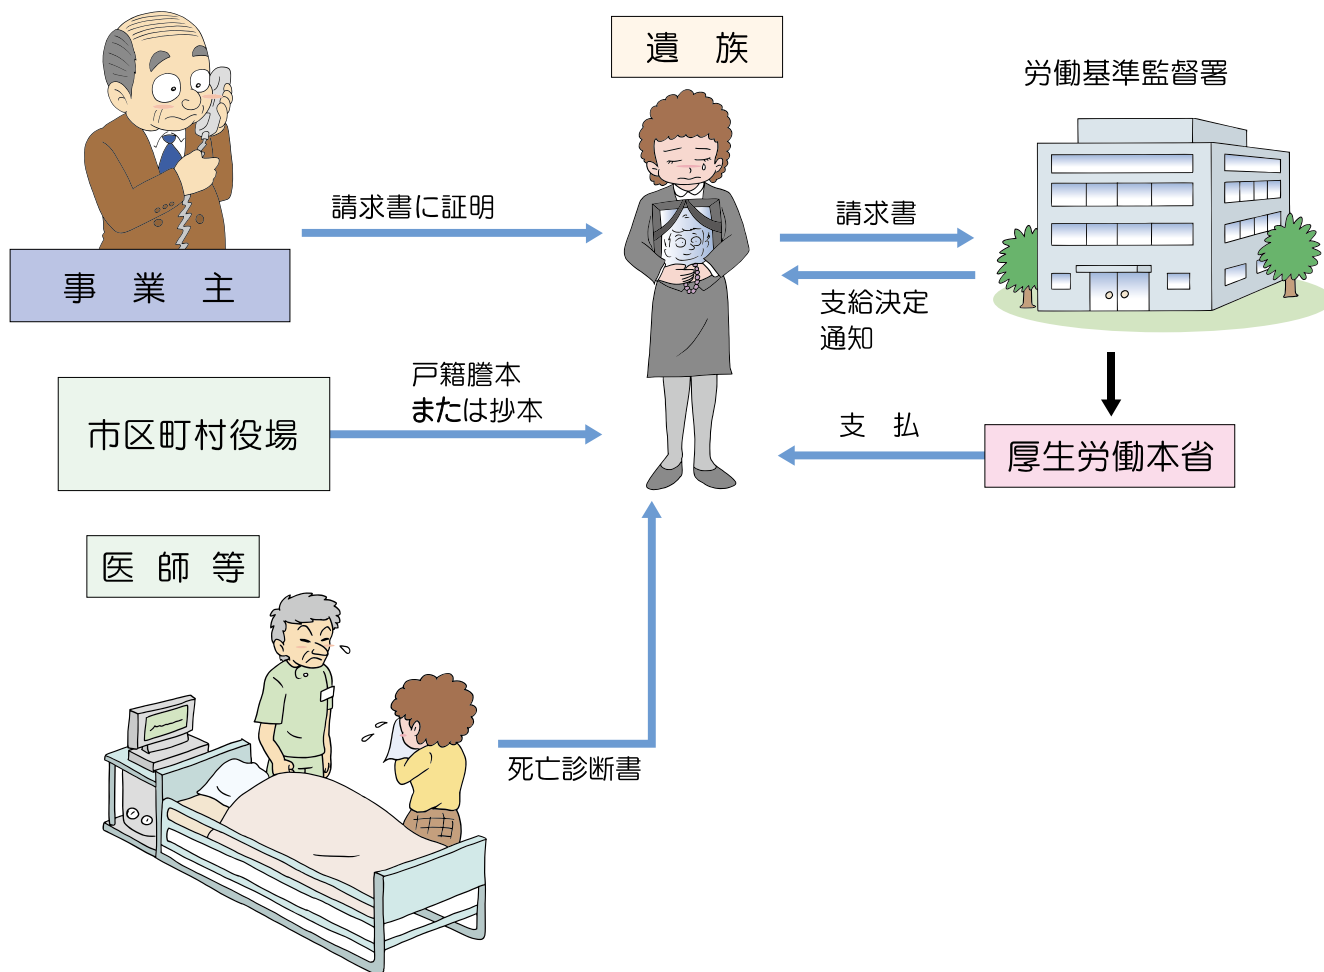 遺族
労働基準監督署
請求書に証明
請求書
事業主
支給決定
通知
戸籍謄本
または抄本
市区町村役場
支払
厚生労働本省
医師等
死亡診断書